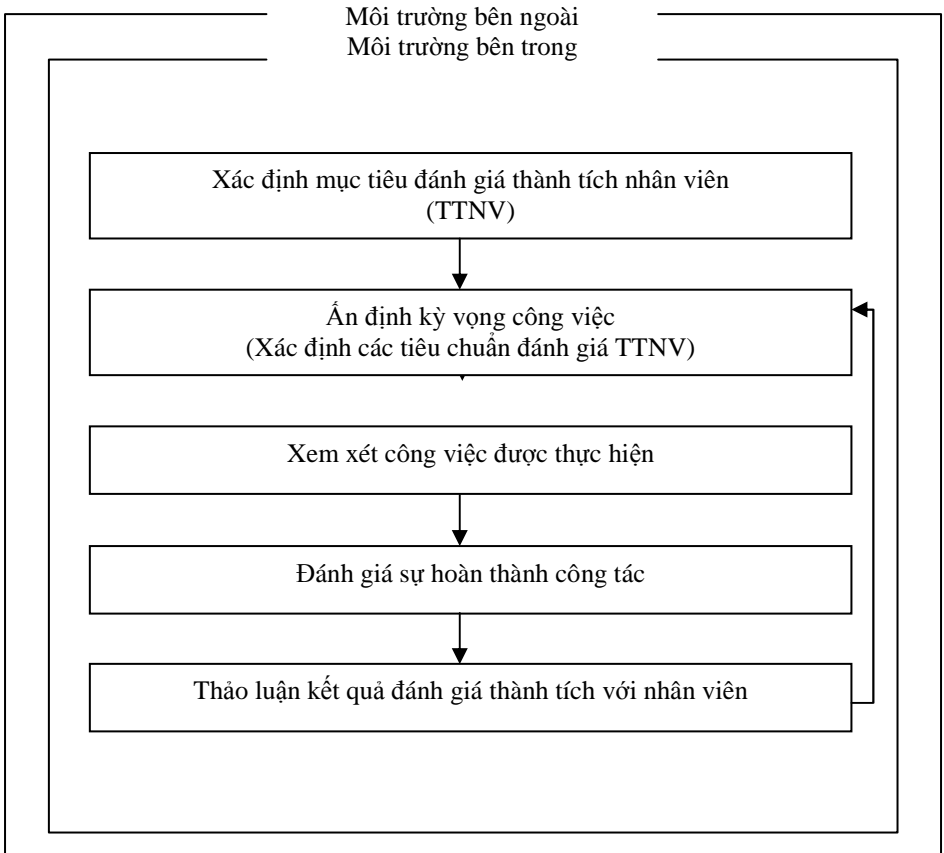 Môi trường bên ngoài
Môi trường bên trong
Xác định mục tiêu đánh giá thành tích nhân viên
(TTNV)
Ấn định kỳ vọng công việc
(Xác định các tiêu chuẩn đánh giá TTNV)
Xem xét công việc được thực hiện
Đánh giá sự hoàn thành công tác
Thảo luận kết quả đánh giá thành tích với nhân viên